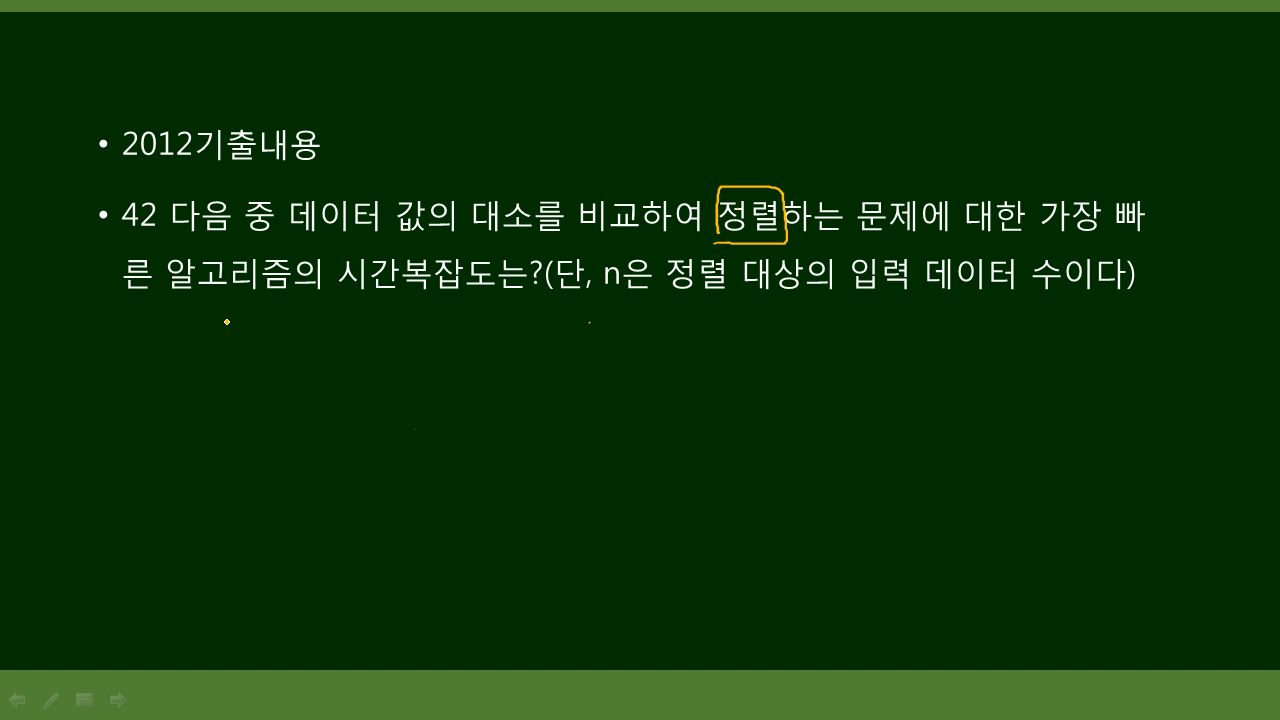 • 2012기출내용
• 42 다음 중 데이터 값의 대소를 비교하여 정렬하는 문제에 대한 가장 빠
른 알고리즘의 시간복잡도는?(단, n은 정렬 대상의 입력 데이터 수이다)